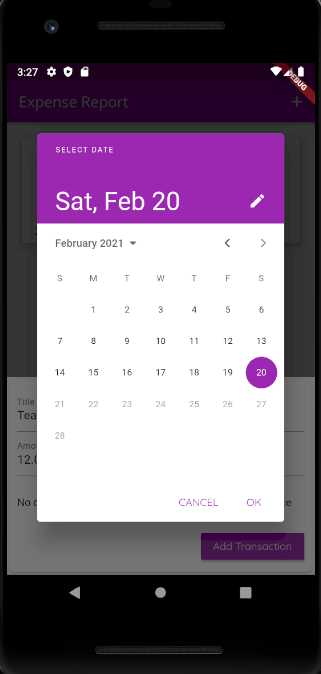 3:27
DEBUG
Expense Report
SELECT DATE
Sat, Feb 20
February 2021
S M T W T F S
1 2 3 4 5 6
7 8 9 10 11 12 13
14 15 16 17 18 19 20
21 22 23 24 25 26 27
28
Title
Tea
12.0
CANCEL OK
Add Transaction